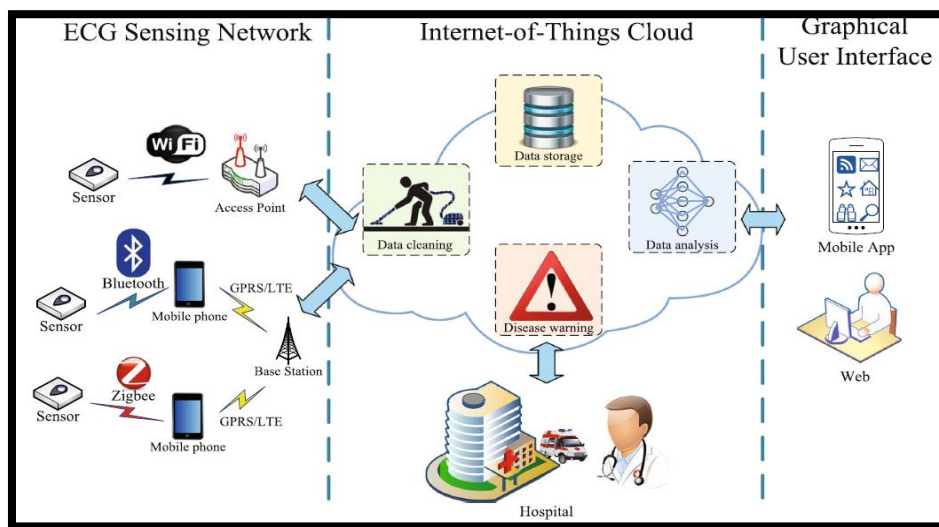 ECG Sensing Network
Internet-of-Things Cloud
Graphical
User Interface
WiFi
Sensor
Access Point
Data storage
Data cleaning
Data analysis
Mobile App
Bluetooth
GPRS/LTE
Sensor
Mobile phone
Disease warning
Base Station
Web
Zigbee
Sensor
GPRS/LTE
Mobile phone
Hospital